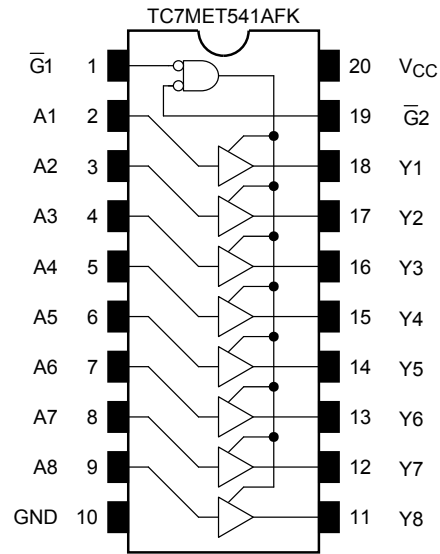 TC7MET541AFK
G̅1 1 20 VCC
A1 2 19 G̅2
A2 3 18 Y1
A3 4 17 Y2
A4 5 16 Y3
A5 6 15 Y4
A6 7 14 Y5
A7 8 13 Y6
A8 9 12 Y7
GND 10 11 Y8